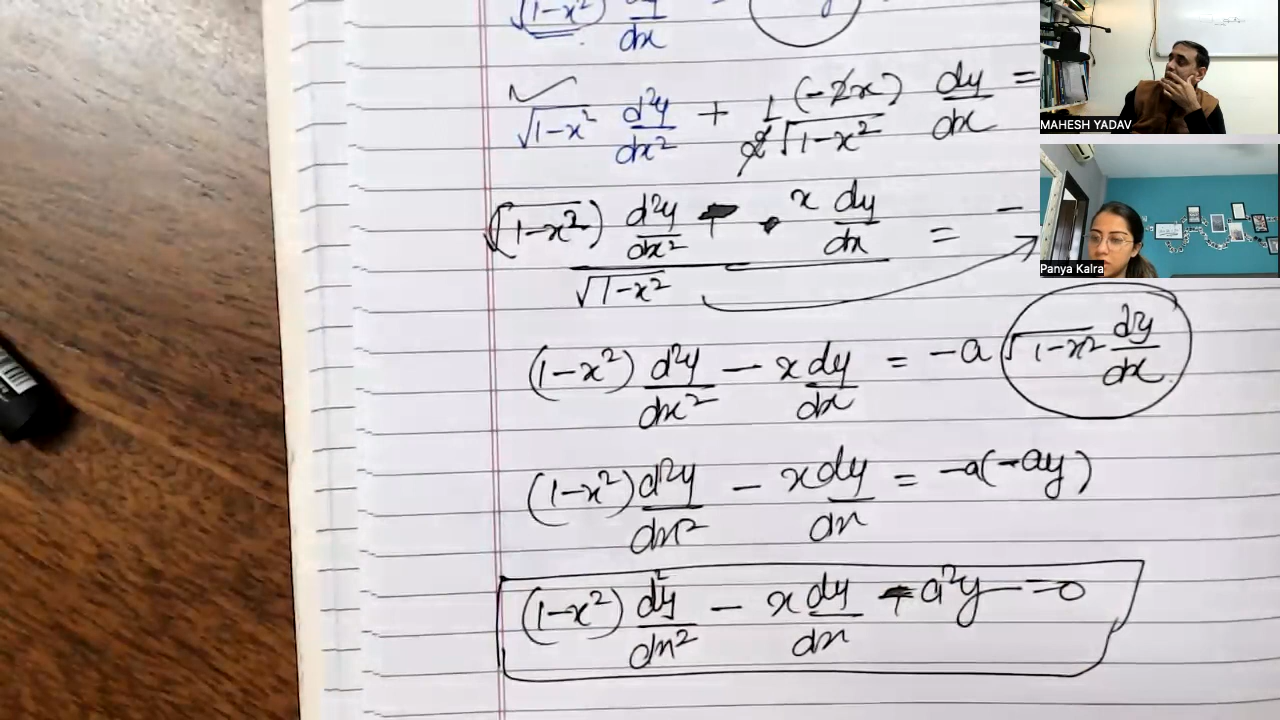 √(1-x²) dy/dx =
√(1-x²) d²y/dx² + 1/(2√(1-x²)) (-2x) dy/dx =
MAHESH YADAV
(√(1-x²)) d²y/dx² - x dy/dx / √(1-x²) = -
Panya Kalra
(1-x²) d²y/dx² - x dy/dx = -a √(1-x²) dy/dx
(1-x²) d²y/dx² - x dy/dx = -a(-ay)
(1-x²) d²y/dx² - x dy/dx - a²y = 0